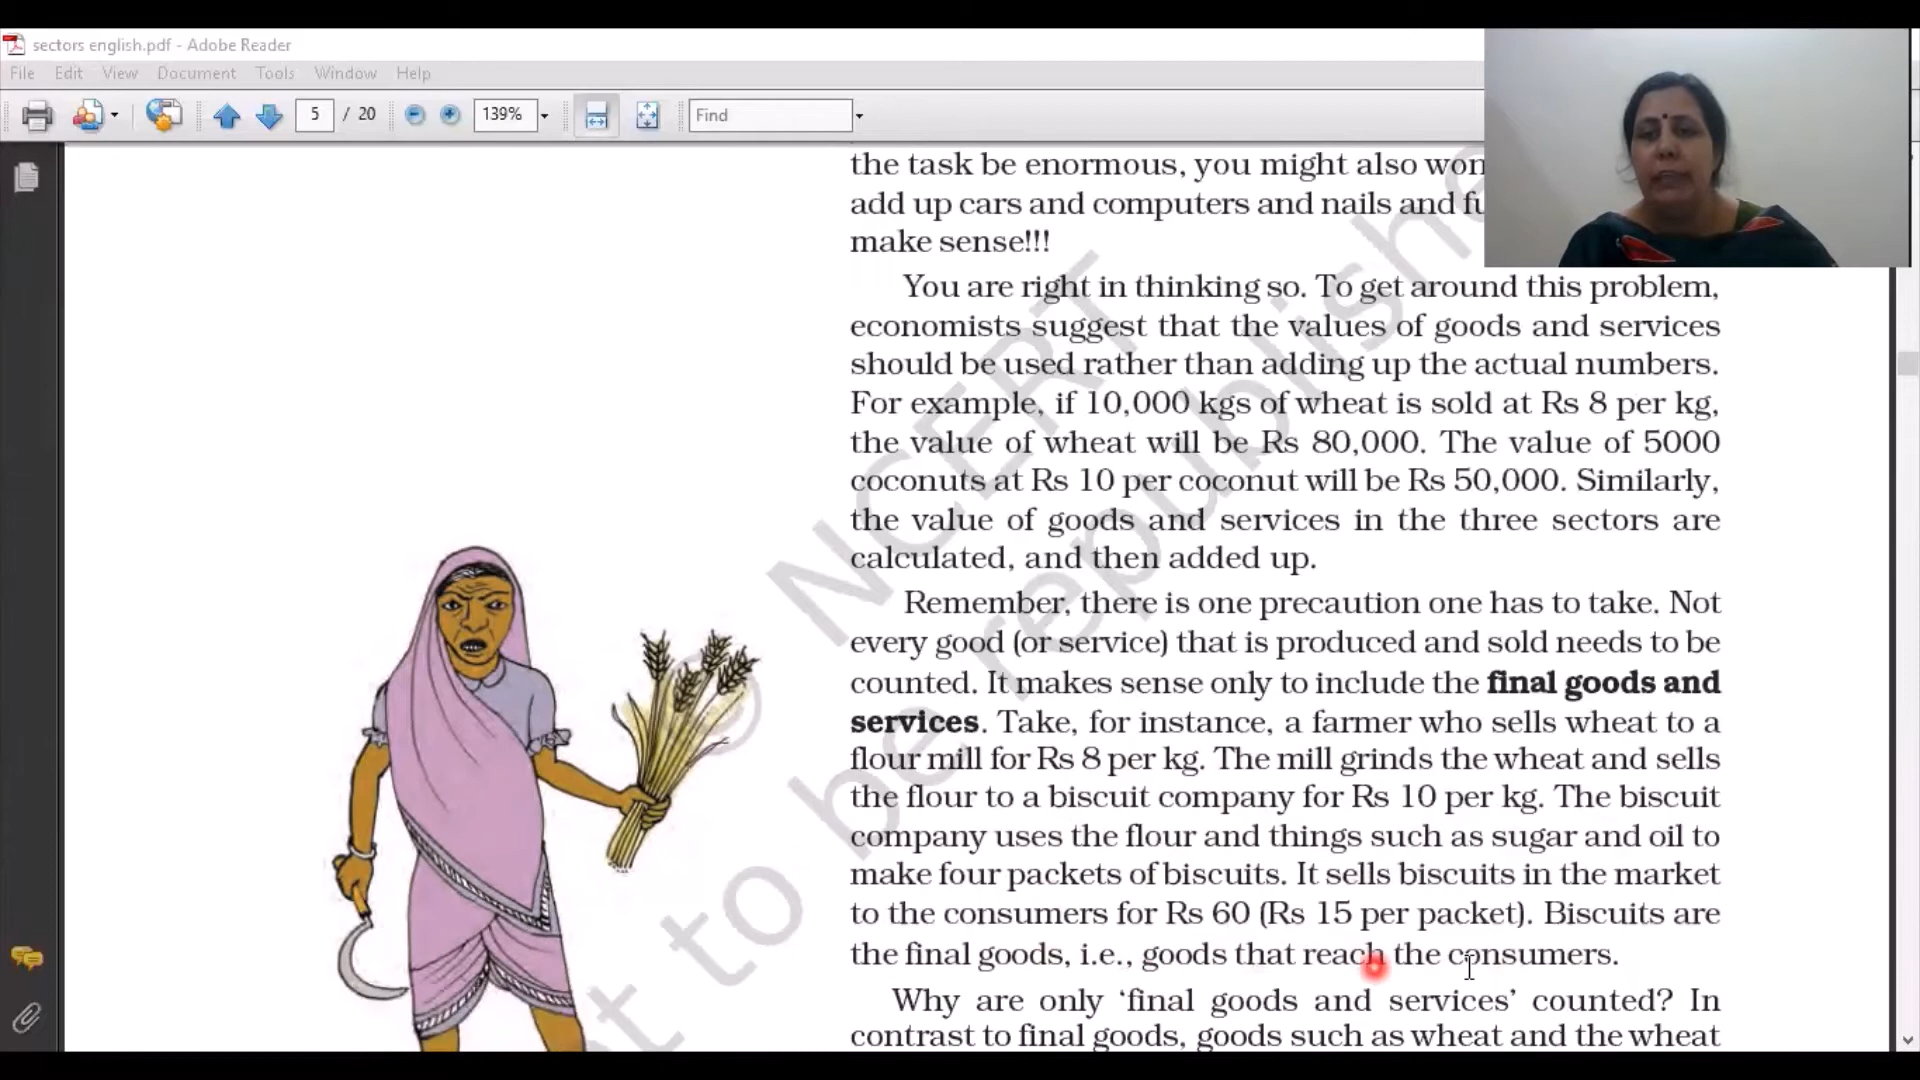 sectors english.pdf - Adobe Reader
File Edit View Document Tools Window Help
5 / 20 139% Find
the task be enormous, you might also
add up cars and computers and nails and
make sense!!!
You are right in thinking so. To get around this problem,
economists suggest that the values of goods and services
should be used rather than adding up the actual numbers.
For example, if 10,000 kgs of wheat is sold at Rs 8 per kg,
the value of wheat will be Rs 80,000. The value of 5000
coconuts at Rs 10 per coconut will be Rs 50,000. Similarly,
the value of goods and services in the three sectors are
calculated, and then added up.
Remember, there is one precaution one has to take. Not
every good (or service) that is produced and sold needs to be
counted. It makes sense only to include the final goods and
services. Take, for instance, a farmer who sells wheat to a
flour mill for Rs 8 per kg. The mill grinds the wheat and sells
the flour to a biscuit company for Rs 10 per kg. The biscuit
company uses the flour and things such as sugar and oil to
make four packets of biscuits. It sells biscuits in the market
to the consumers for Rs 60 (Rs 15 per packet). Biscuits are
the final goods, i.e., goods that reach the consumers.
Why are only ‘final goods and services’ counted? In
contrast to final goods, goods such as wheat and the wheat
© NCERT
to be republishe